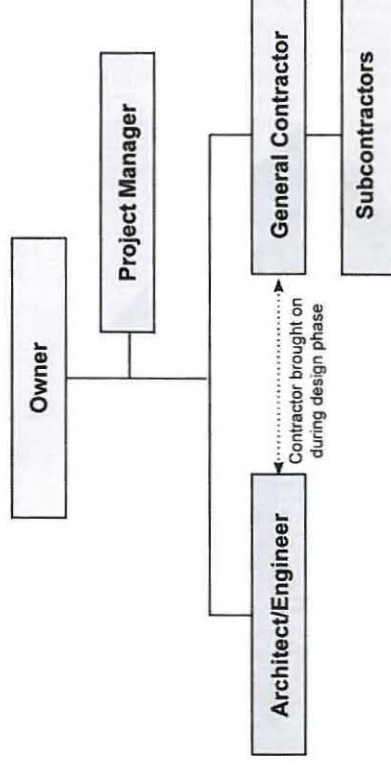 Owner
Project Manager
Architect/Engineer
Contractor brought on
during design phase
General Contractor
Subcontractors